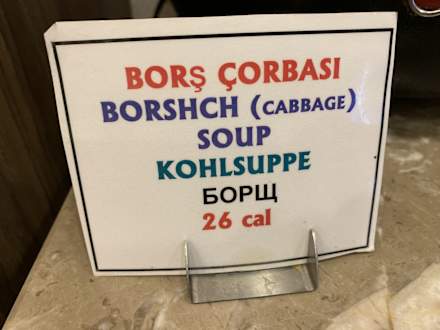 BORŞ ÇORBASI
BORSHCH (CABBAGE)
SOUP
KOHLSUPPE
БОРЩ
26 cal